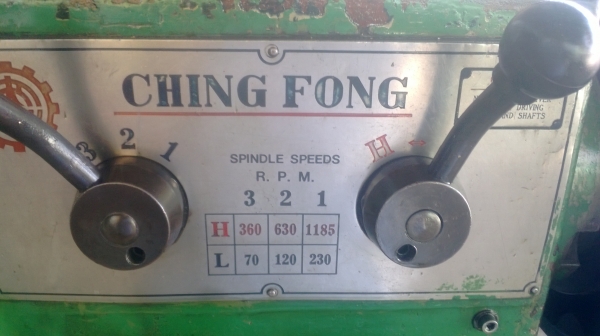 CHING FONG
3 2 1
H
SPINDLE SPEEDS
R. P. M.
3 2 1
H 360 630 1185
L 70 120 230
DRIVING
SHAFTS